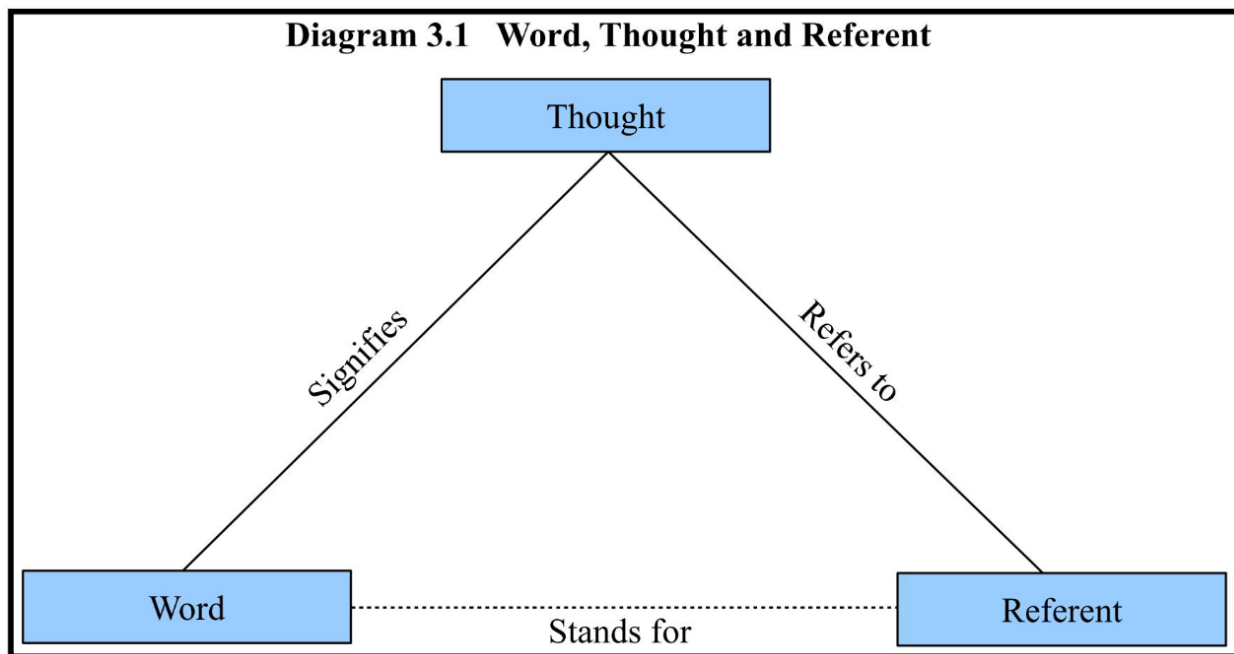 Diagram 3.1 Word, Thought and Referent
Thought
Signifies
Refers to
Word
Stands for
Referent